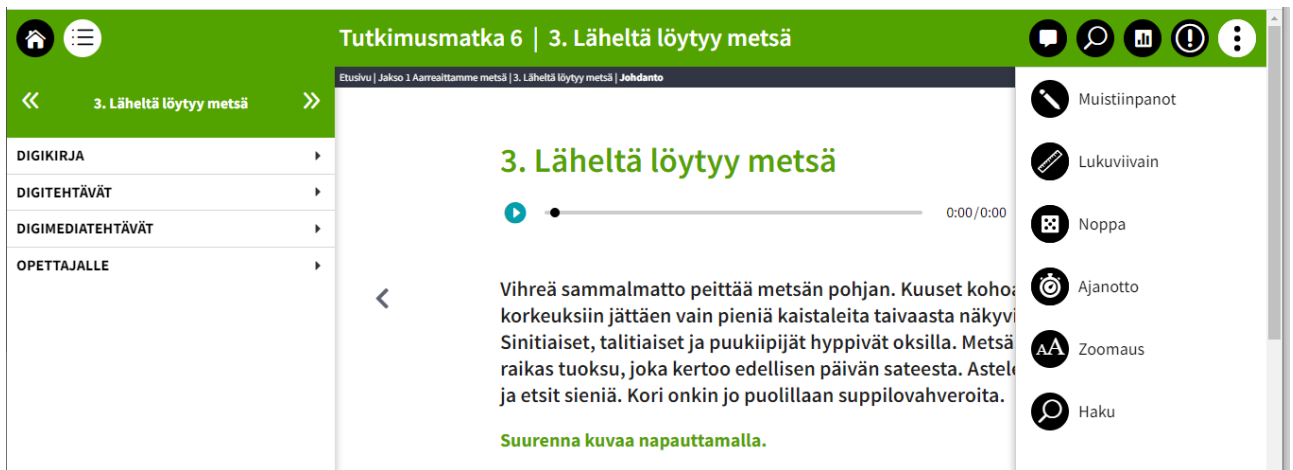 Tutkimusmatka 6 | 3. Läheltä löytyy metsä
Etusivu | Jakso 1 Aarreaittamme metsä | 3. Läheltä löytyy metsä | Johdanto
3. Läheltä löytyy metsä
DIGIKIRJA
DIGITEHTÄVÄT
DIGIMEDIATEHTÄVÄT
OPETTAJALLE
3. Läheltä löytyy metsä
0:00/0:00
Vihreä sammalmatto peittää metsän pohjan. Kuuset kohoa
korkeuksiin jättäen vain pieniä kaistaleita taivaasta näkyvi
Sinitiaiset, talitiaiset ja puukiipijät hyppivät oksilla. Metsä
raikas tuoksu, joka kertoo edellisen päivän sateesta. Astele
ja etsit sieniä. Kori onkin jo puolillaan suppilovahveroita.
Suurenna kuvaa napauttamalla.
Muistiinpanot
Lukuviivain
Noppa
Ajanotto
AA Zoomaus
Haku